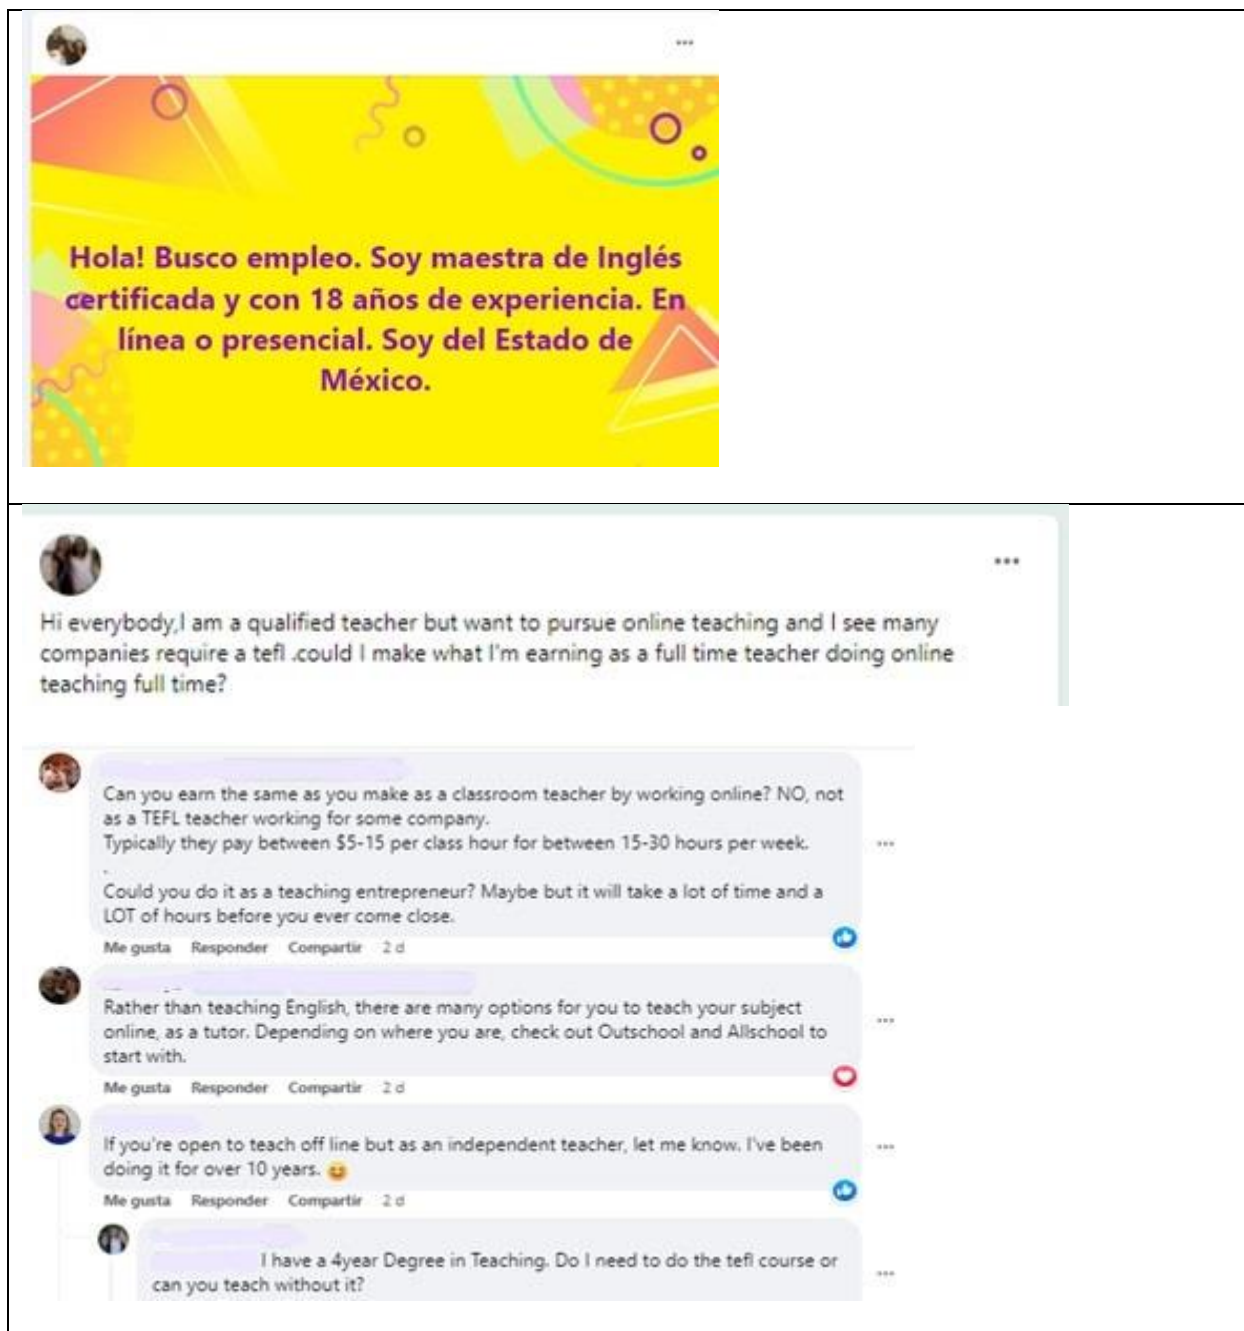 Hola! Busco empleo. Soy maestra de Inglés
certificada y con 18 años de experiencia. En
línea o presencial. Soy del Estado de
México.
Hi everybody,I am a qualified teacher but want to pursue online teaching and I see many
companies require a tefl .could I make what I'm earning as a full time teacher doing online
teaching full time?
Can you earn the same as you make as a classroom teacher by working online? NO, not
as a TEFL teacher working for some company.
Typically they pay between $5-15 per class hour for between 15-30 hours per week.
.
Could you do it as a teaching entrepreneur? Maybe but it will take a lot of time and a
LOT of hours before you ever come close.
Me gusta Responder Compartir 2 d
Rather than teaching English, there are many options for you to teach your subject
online, as a tutor. Depending on where you are, check out Outschool and Allschool to
start with.
Me gusta Responder Compartir 2 d
If you're open to teach off line but as an independent teacher, let me know. I've been
doing it for over 10 years. 😆
Me gusta Responder Compartir 2 d
I have a 4year Degree in Teaching. Do I need to do the tefl course or
can you teach without it?